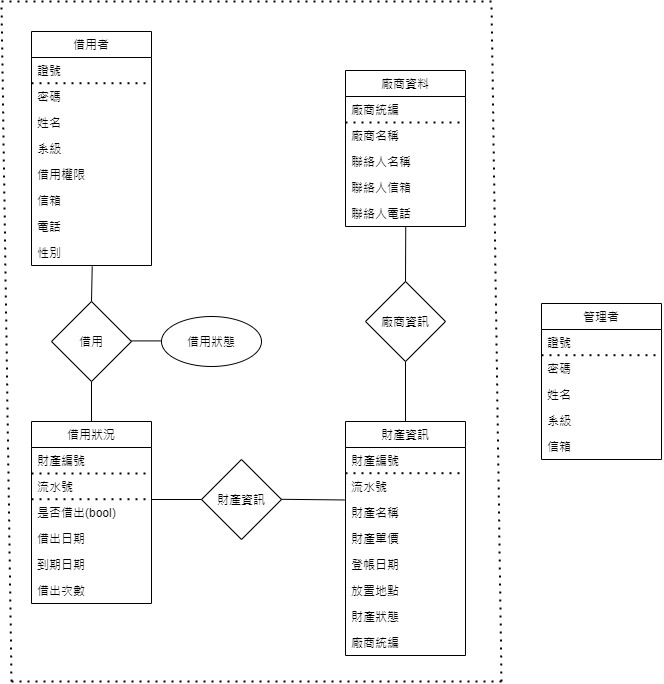 借用者
證號
密碼
姓名
系級
借用權限
信箱
電話
性別
借用
借用狀態
借用狀況
財產編號
流水號
是否借出(bool)
借出日期
到期日期
借出次數
財產資訊
廠商資料
廠商統編
廠商名稱
聯絡人名稱
聯絡人信箱
聯絡人電話
廠商資訊
財產資訊
財產編號
流水號
財產名稱
財產單價
登帳日期
放置地點
財產狀態
廠商統編
管理者
證號
密碼
姓名
系級
信箱